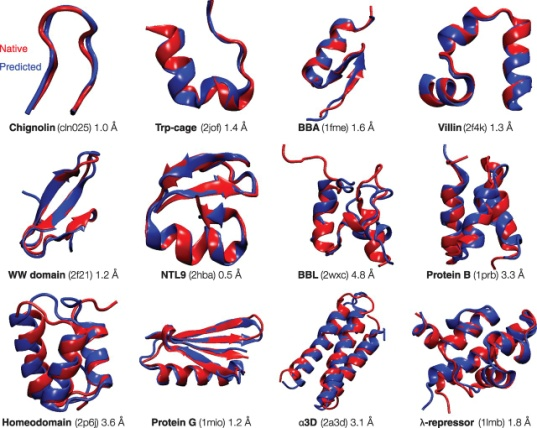 Native
Predicted
Chignolin (cln025) 1.0 Å
Trp-cage (2jof) 1.4 Å
BBA (1fme) 1.6 Å
Villin (2f4k) 1.3 Å
WW domain (2f21) 1.2 Å
NTL9 (2hba) 0.5 Å
BBL (2wxc) 4.8 Å
Protein B (1prb) 3.3 Å
Homeodomain (2p6j) 3.6 Å
Protein G (1mio) 1.2 Å
α3D (2a3d) 3.1 Å
λ-repressor (1lmb) 1.8 Å